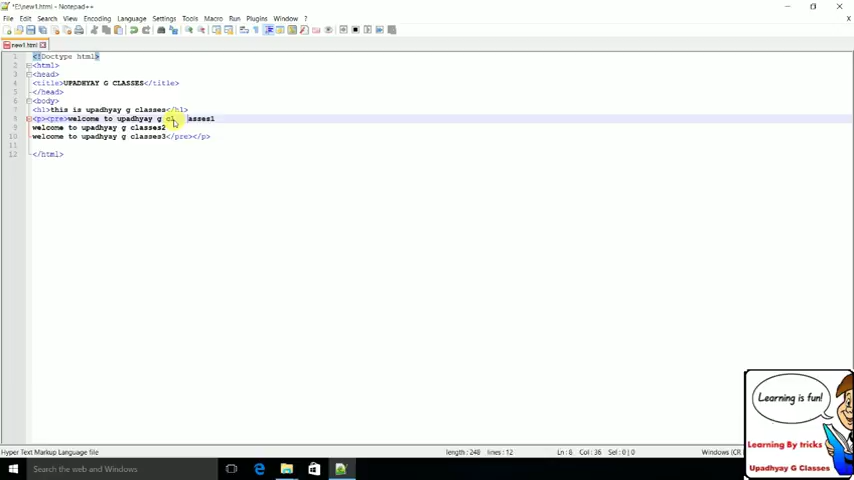 *E:\new1.html - Notepad++
File Edit Search View Encoding Language Settings Tools Macro Run Plugins Window ? X
new1.html
1 <!Doctype html>
2 <html>
3 <head>
4 <title>UPADHYAY G CLASSES</title>
5 </head>
6 <body>
7 <h1>this is upadhyay g classes</h1>
8 <p><pre>welcome to upadhyay g cl   asses1
9 welcome to upadhyay g classes2
10 welcome to upadhyay g classes3</pre></p>
11
12 </html>
Learning is fun!
Learning By tricks
Upadhyay G Classes
Hyper Text Markup Language file length : 248 lines : 12 Ln : 8 Col : 36 Sel : 0 | 0 Windows (CR
Search the web and Windows